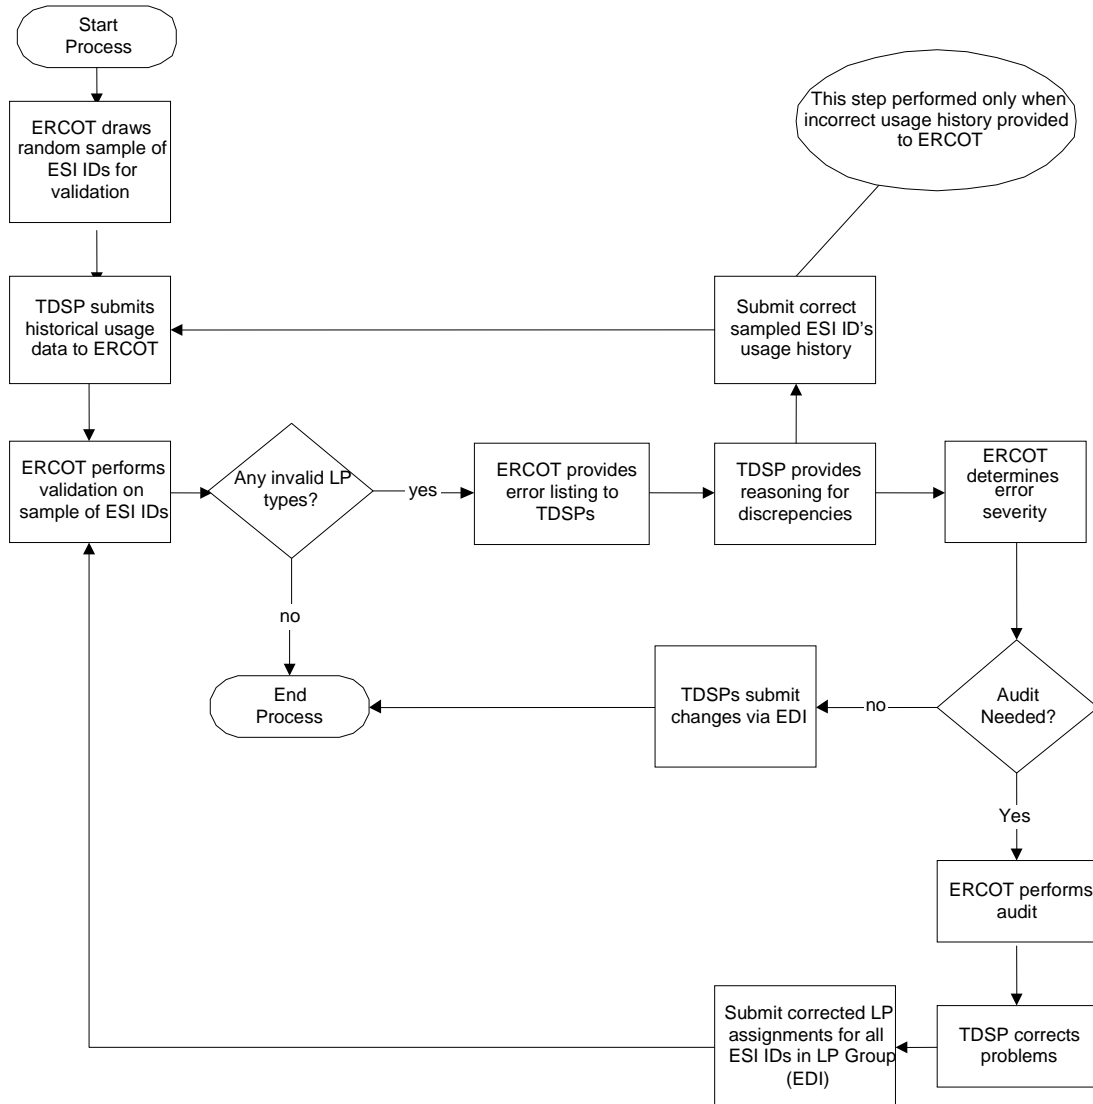 Start
Process
This step performed only when
incorrect usage history provided
to ERCOT
ERCOT draws
random sample of
ESI IDs for
validation
TDSP submits
historical usage
data to ERCOT
Submit correct
sampled ESI ID's
usage history
ERCOT performs
validation on
sample of ESI IDs
Any invalid LP
types?
yes
ERCOT provides
error listing to
TDSPs
TDSP provides
reasoning for
discrepencies
ERCOT
determines
error
severity
no
End
Process
TDSPs submit
changes via EDI
no
Audit
Needed?
Yes
ERCOT performs
audit
TDSP corrects
problems
Submit corrected LP
assignments for all
ESI IDs in LP Group
(EDI)